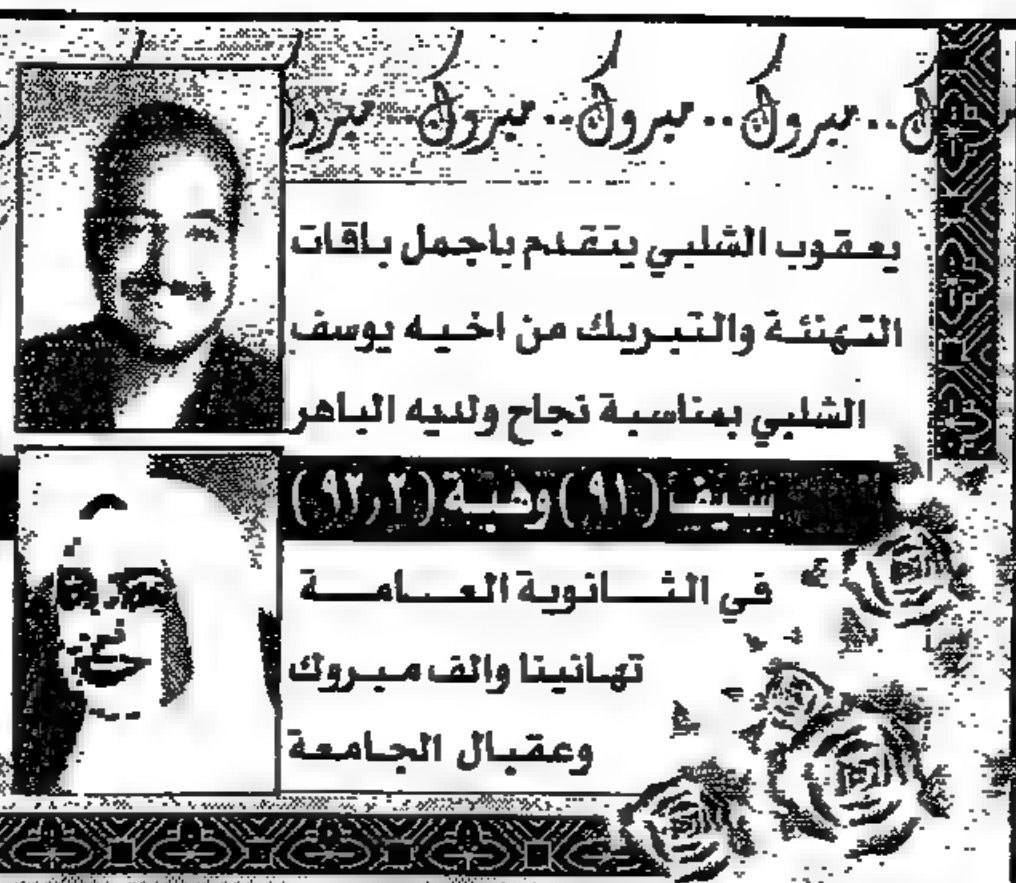 مبروك.. مبروك.. مبروك.. مبروك..
يعقوب الشلبي يتقدم باجمل باقات
التهنئة والتبريك من اخيه يوسف
الشلبي بمناسبة نجاح ولديه الباهر
سيف (٩١) وهبة (٩٢,٢)
في الثانوية العامة
تهانينا والف مبروك
وعقبال الجامعة